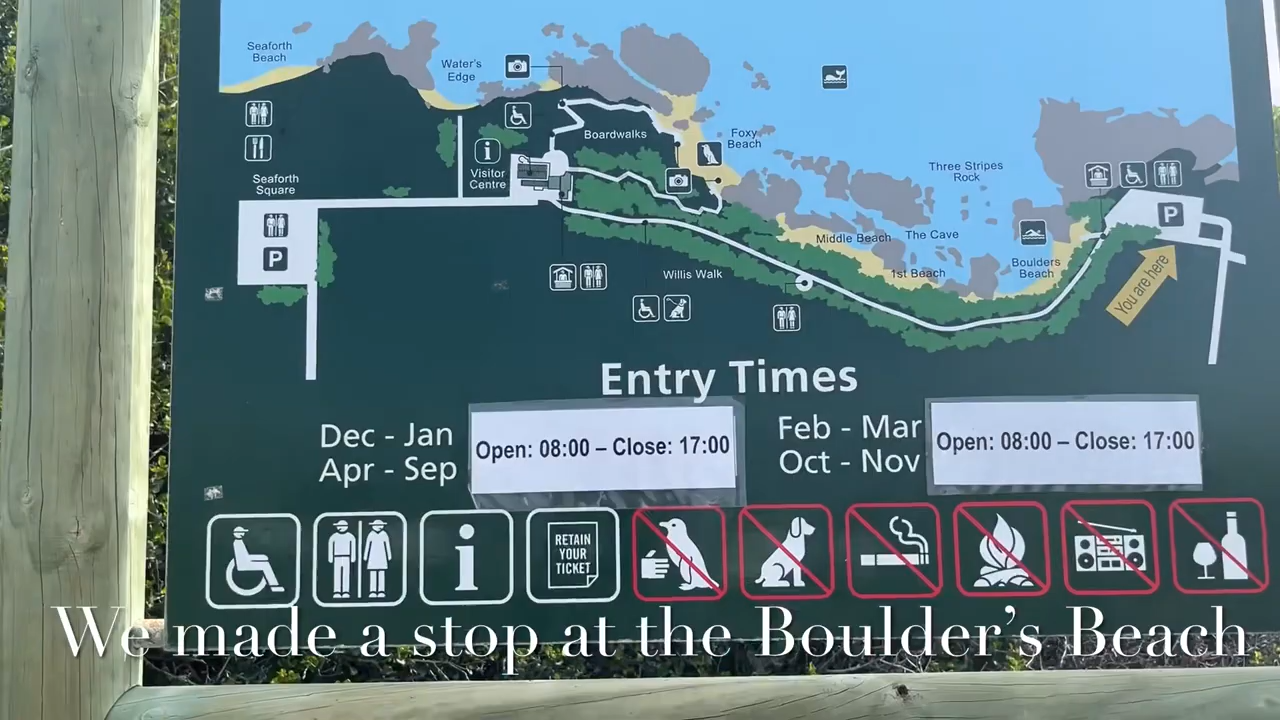 Seaforth
Beach
Water's
Edge
Boardwalks
Foxy
Beach
Three Stripes
Rock
Visitor
Centre
Seaforth
Square
P
P
Middle Beach
The Cave
1st Beach
Boulders
Beach
Willis Walk
You are here
Entry Times
Dec - Jan
Apr - Sep
Open: 08:00 – Close: 17:00
Feb - Mar
Oct - Nov
Open: 08:00 – Close: 17:00
RETAIN
YOUR
TICKET
We made a stop at the Boulder’s Beach